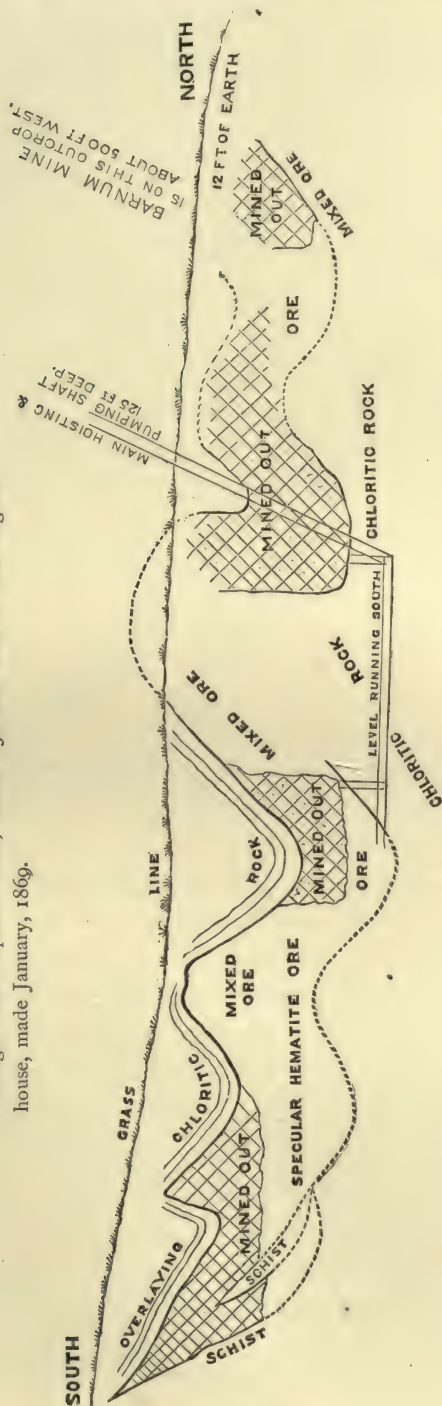 house, made January, 1869.
SOUTH
NORTH
BARNUM MINE
IS ON THIS OUTCROP
ABOUT 500 FT WEST.
12 FT OF EARTH
GRASS
LINE
MAIN HOISTING &
PUMPING SHAFT
125 FT DEEP.
MINED OUT
MIXED ORE
ORE
MINED OUT
CHLORITIC ROCK
LEVEL RUNNING SOUTH
ROCK
CHLORITIC
MIXED ORE
ROCK
MINED OUT
ORE
MIXED
ORE
SPECULAR HEMATITE ORE
CHLORITIC
OVERLAYING
MINED OUT
SCHIST
SCHIST